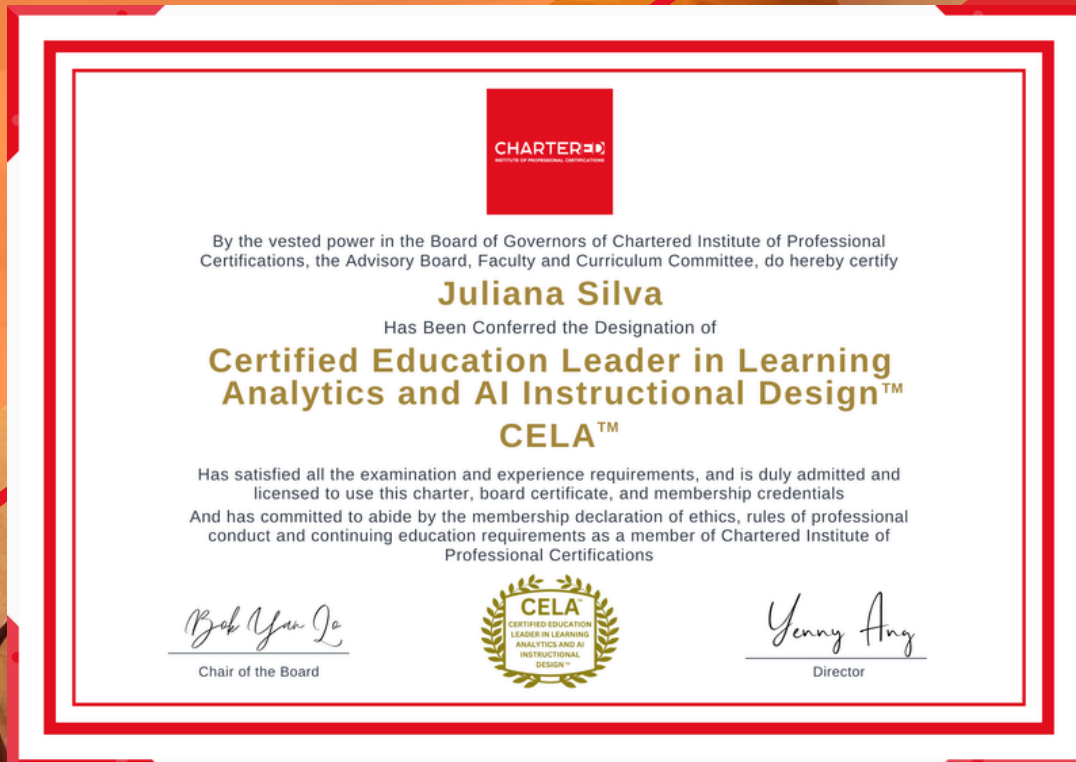 CHARTERED
INSTITUTE OF PROFESSIONAL CERTIFICATIONS
By the vested power in the Board of Governors of Chartered Institute of Professional
Certifications, the Advisory Board, Faculty and Curriculum Committee, do hereby certify
Juliana Silva
Has Been Conferred the Designation of
Certified Education Leader in Learning
Analytics and AI Instructional Design™
CELA™
Has satisfied all the examination and experience requirements, and is duly admitted and
licensed to use this charter, board certificate, and membership credentials
And has committed to abide by the membership declaration of ethics, rules of professional
conduct and continuing education requirements as a member of Chartered Institute of
Professional Certifications
Bok Yan Lo
Chair of the Board
CELA™
CERTIFIED EDUCATION
LEADER IN LEARNING
ANALYTICS AND AI
INSTRUCTIONAL
DESIGN™
Yenny Ang
Director